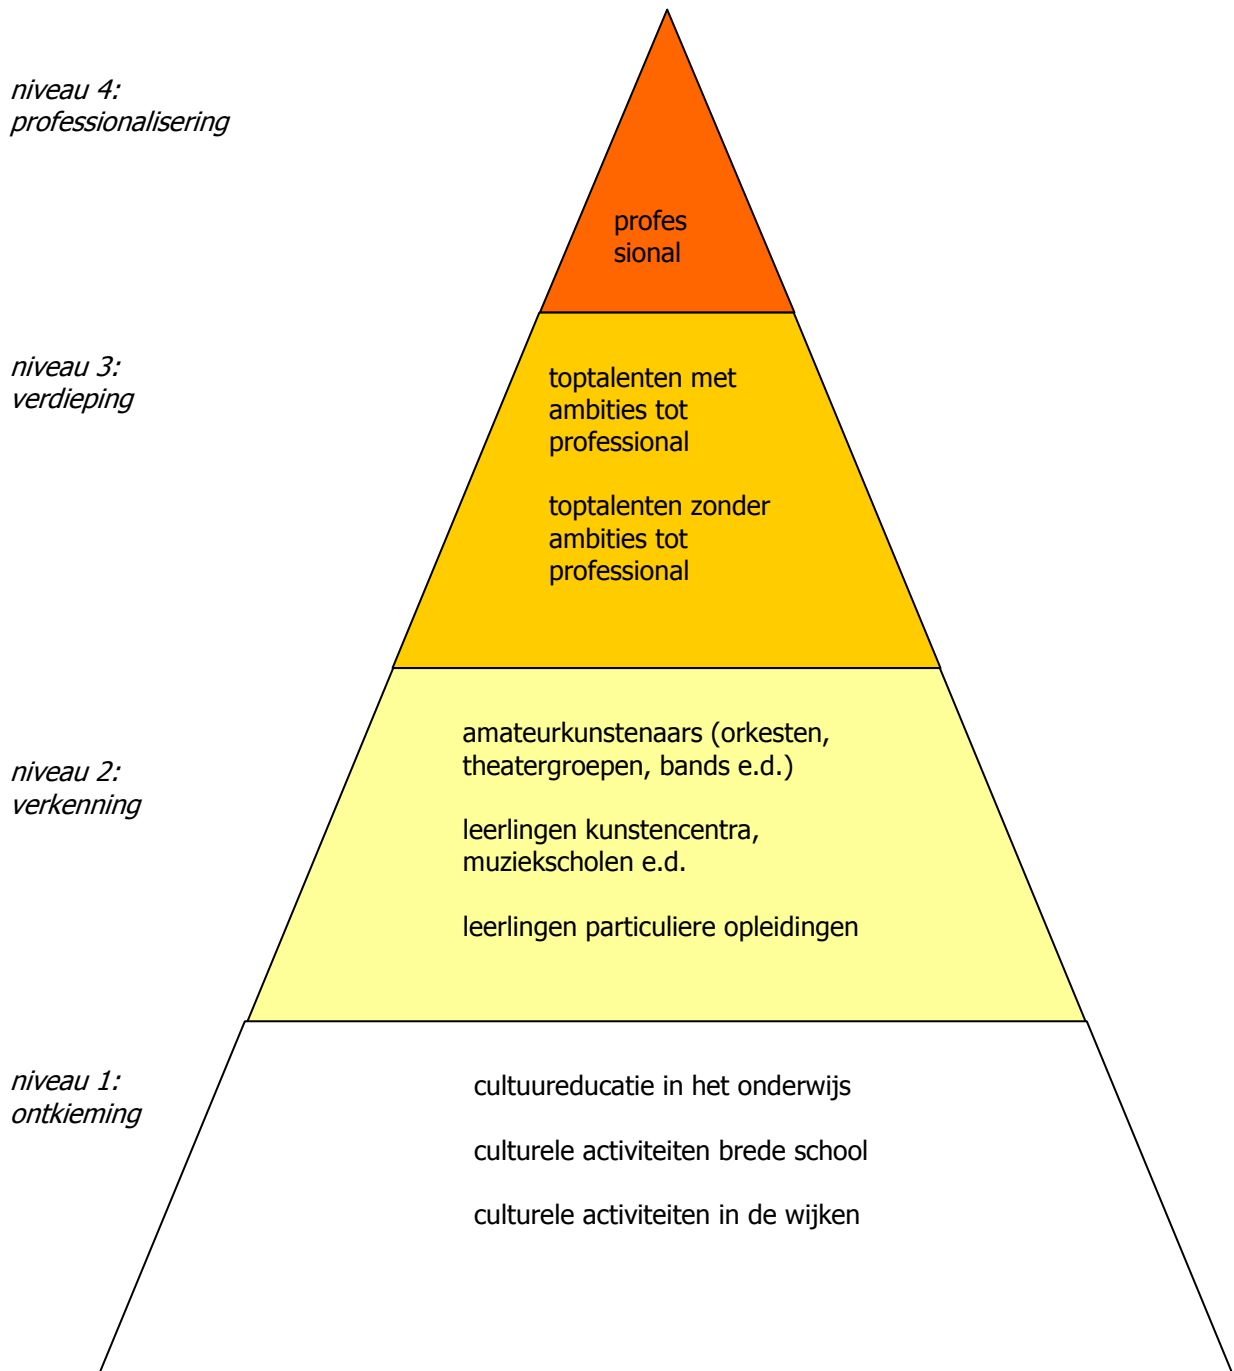 niveau 4:
professionalisering
profes
sional
niveau 3:
verdieping
toptalenten met
ambities tot
professional
toptalenten zonder
ambities tot
professional
niveau 2:
verkenning
amateurkunstenaars (orkesten,
theatergroepen, bands e.d.)
leerlingen kunstencentra,
muziekscholen e.d.
leerlingen particuliere opleidingen
niveau 1:
ontkieming
cultuureducatie in het onderwijs
culturele activiteiten brede school
culturele activiteiten in de wijken